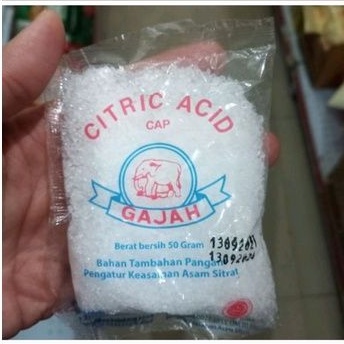 CITRIC ACID
CAP
GAJAH
Berat bersih 50 Gram
Bahan Tambahan Pangan
Pengatur Keasaman Asam Sitrat